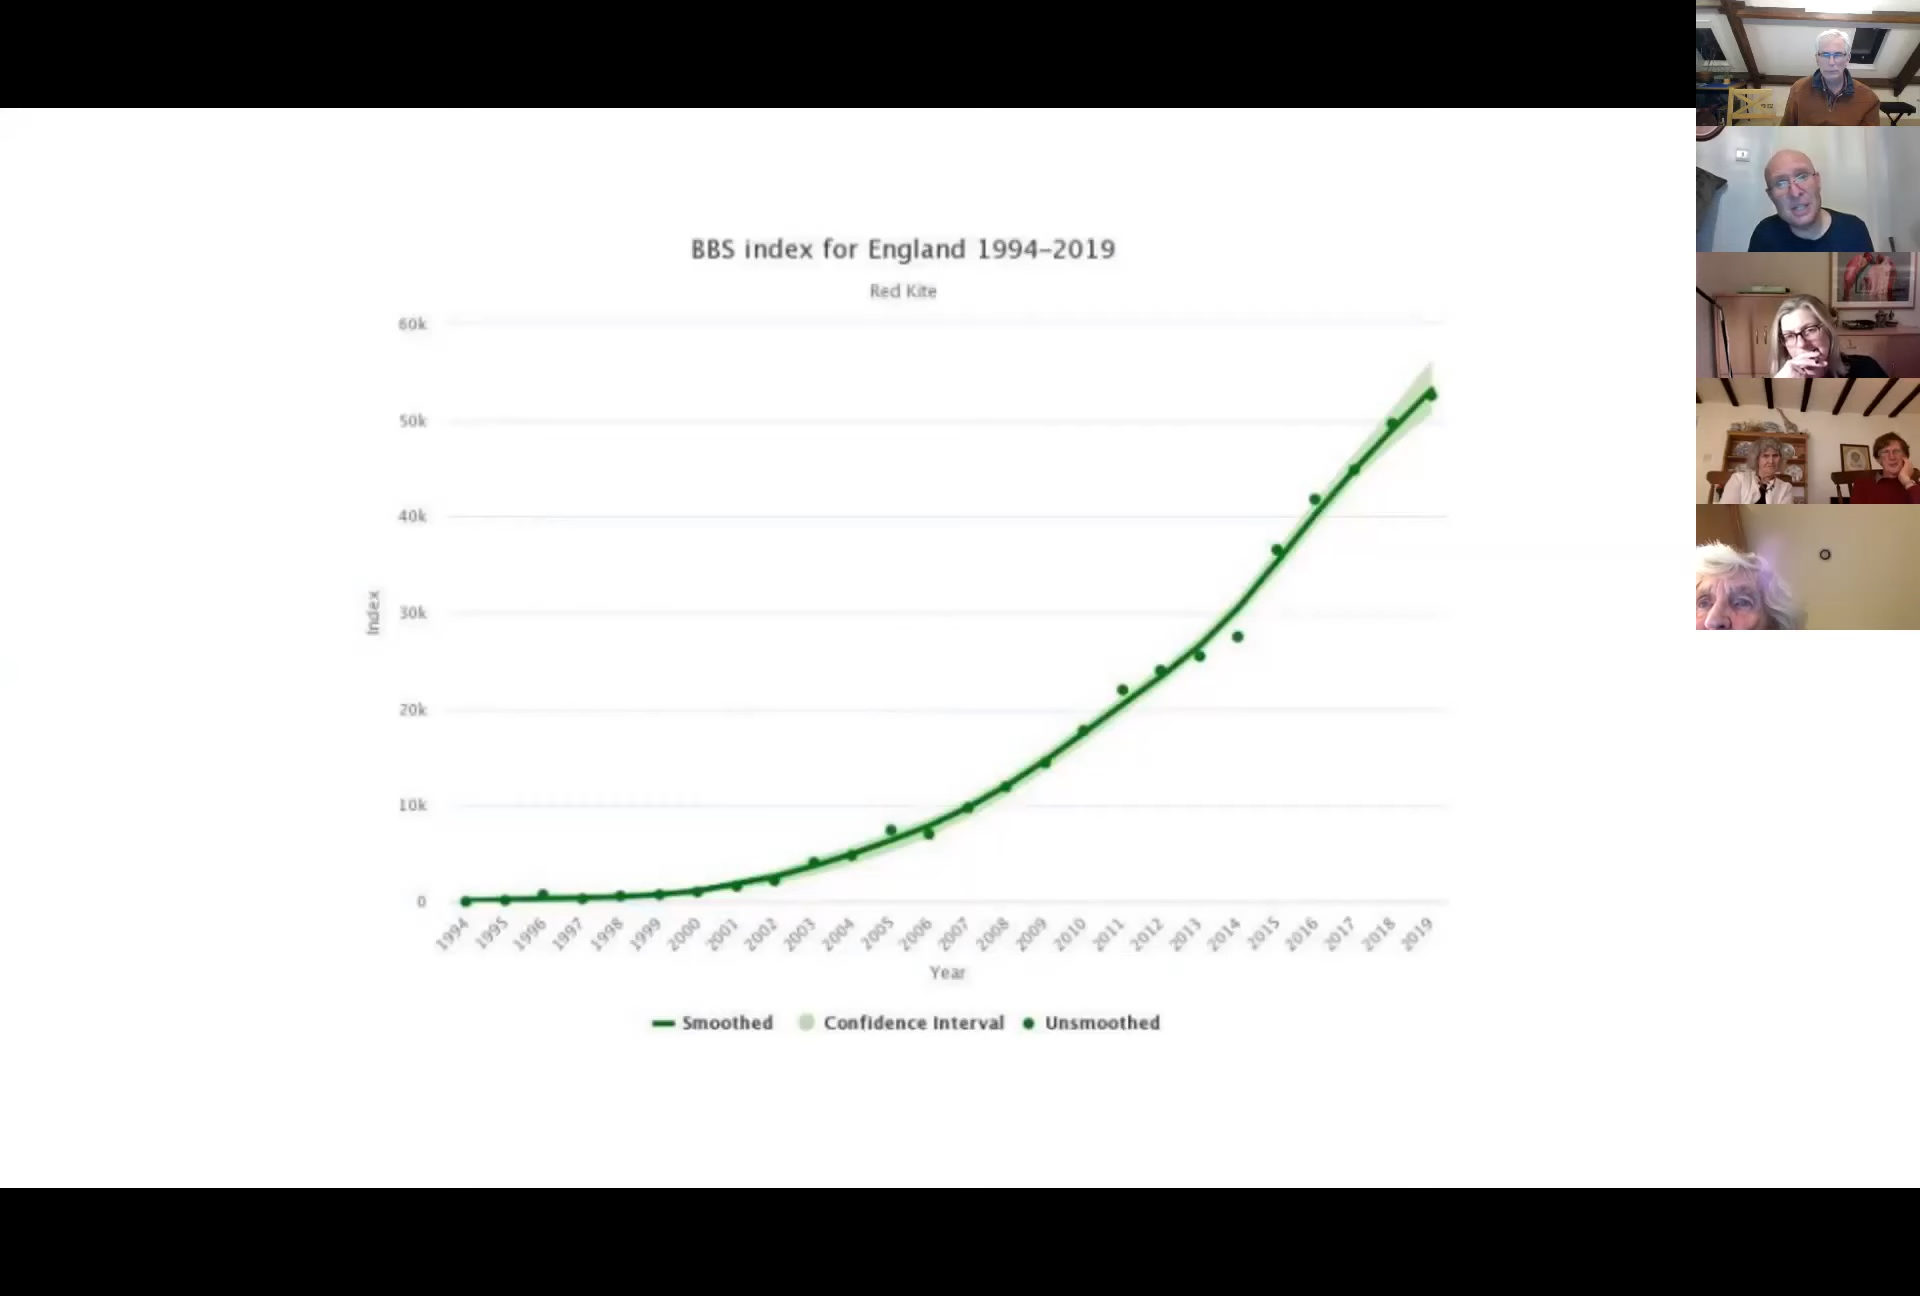 BBS index for England 1994–2019
Red Kite
60k
50k
40k
30k
20k
10k
0
Index
1994 1995 1996 1997 1998 1999 2000 2001 2002 2003 2004 2005 2006 2007 2008 2009 2010 2011 2012 2013 2014 2015 2016 2017 2018 2019
Year
Smoothed Confidence Interval Unsmoothed